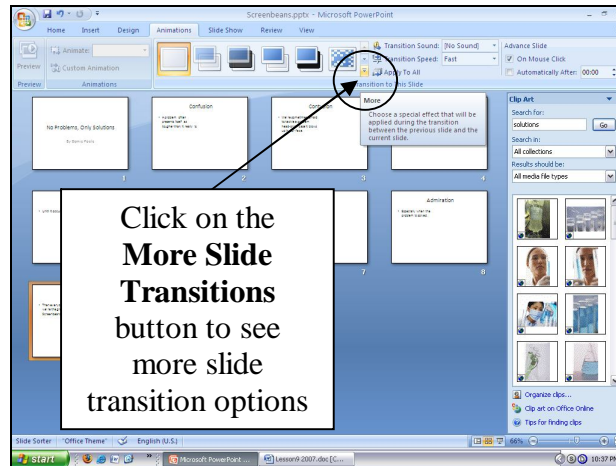 Screenbeans.pptx - Microsoft PowerPoint
Home Insert Design Animations Slide Show Review View
Preview
Animate:
Custom Animation
Transition Sound: [No Sound]
Transition Speed: Fast
Apply To All
Advance Slide
On Mouse Click
Automatically After: 00:00
Preview
Animations
Transition to This Slide
More
Choose a special effect that will be
applied during the transition
between the previous slide and the
current slide.
No Problems, Only Solutions
Confusion
1
2
3
4
Admiration
7
8
Click on the
More Slide
Transitions
button to see
more slide
transition options
Clip Art
Search for:
solutions
Go
Search in:
All collections
Results should be:
All media file types
Organize clips...
Clip art on Office Online
Tips for finding clips
Slide Sorter "Office Theme" English (U.S.)
66%
start
Microsoft PowerPoint ...
Lesson9 2007.doc [C...
10:37 PM